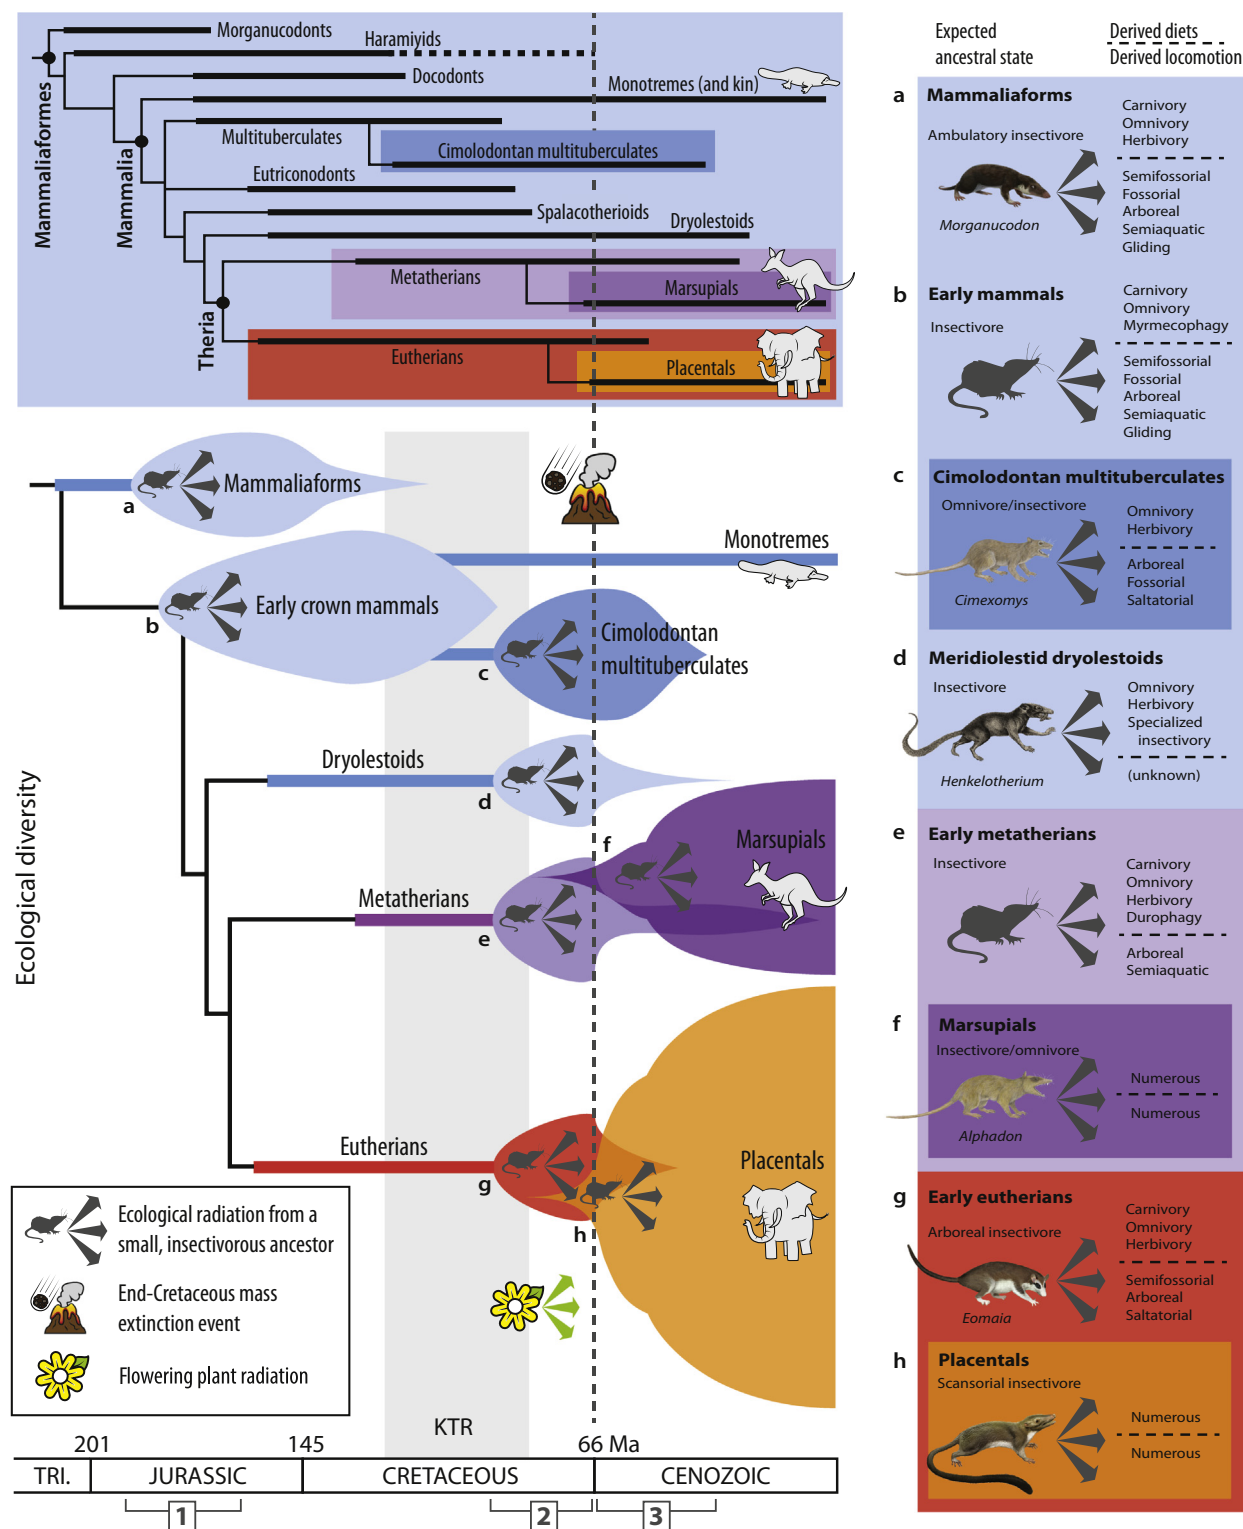 Morganucodonts
Haramiyids
Docodonts
Monotremes (and kin)
Multituberculates
Cimolodontan multituberculates
Eutriconodonts
Spalacotherioids
Dryolestoids
Metatherians
Marsupials
Eutherians
Placentals
Mammaliaformes
Mammalia
Theria
Ecological diversity
a
Mammaliaforms
b
Early crown mammals
Monotremes
c
Cimolodontan
multituberculates
Dryolestoids
d
Metatherians
e
f
Marsupials
Eutherians
g
h
Placentals
Ecological radiation from a
small, insectivorous ancestor
End-Cretaceous mass
extinction event
Flowering plant radiation
KTR
201
145
66 Ma
TRI.
JURASSIC
CRETACEOUS
CENOZOIC
1
2
3
Expected
ancestral state
Derived diets
Derived locomotion
a
Mammaliaforms
Ambulatory insectivore
Morganucodon
Carnivory
Omnivory
Herbivory
Semifossorial
Fossorial
Arboreal
Semiaquatic
Gliding
b
Early mammals
Insectivore
Carnivory
Omnivory
Myrmecophagy
Semifossorial
Fossorial
Arboreal
Semiaquatic
Gliding
c
Cimolodontan multituberculates
Omnivore/insectivore
Cimexomys
Omnivory
Herbivory
Arboreal
Fossorial
Saltatorial
d
Meridiolestid dryolestoids
Insectivore
Henkelotherium
Omnivory
Herbivory
Specialized
insectivory
(unknown)
e
Early metatherians
Insectivore
Carnivory
Omnivory
Herbivory
Durophagy
Arboreal
Semiaquatic
f
Marsupials
Insectivore/omnivore
Alphadon
Numerous
Numerous
g
Early eutherians
Arboreal insectivore
Eomaia
Carnivory
Omnivory
Herbivory
Semifossorial
Arboreal
Saltatorial
h
Placentals
Scansorial insectivore
Numerous
Numerous